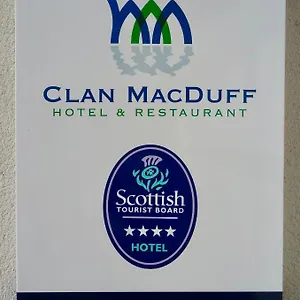 CLAN MACDUFF
HOTEL & RESTAURANT
Scottish
TOURIST BOARD
★★★★
HOTEL